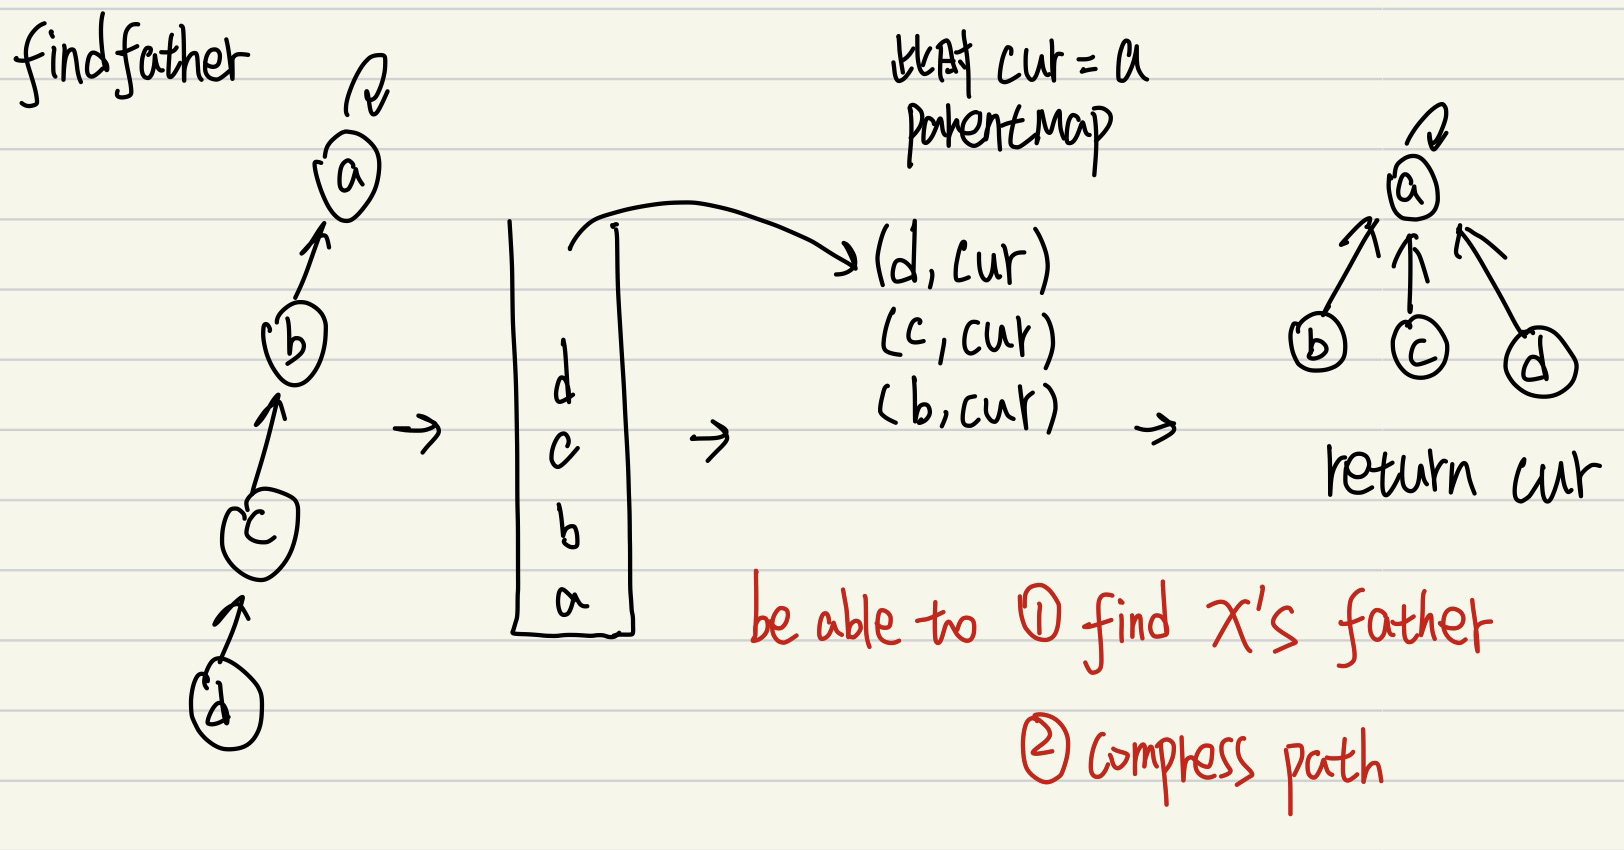 findfather
a
b
c
d
d
c
b
a
此时 cur = a
parentMap
(d, cur)
(c, cur)
(b, cur)
a
b c d
return cur
be able to ① find X's father
② compress path